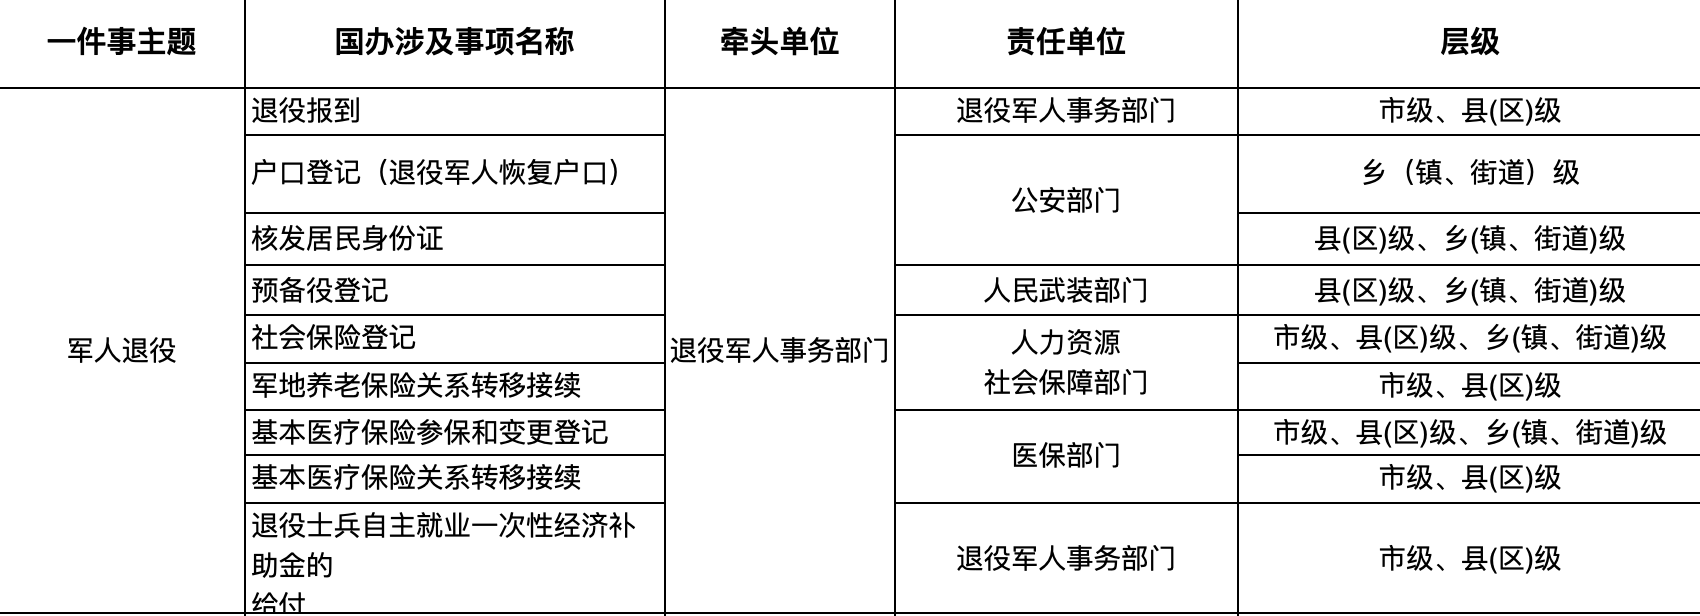 一件事主题 国办涉及事项名称 牵头单位 责任单位 层级
军人退役
退役军人事务部门
退役报到 退役军人事务部门 市级、县(区)级
户口登记（退役军人恢复户口） 乡（镇、街道）级
公安部门
核发居民身份证 县(区)级、乡(镇、街道)级
预备役登记 人民武装部门 县(区)级、乡(镇、街道)级
社会保险登记 市级、县(区)级、乡(镇、街道)级
人力资源
社会保障部门
军地养老保险关系转移接续 市级、县(区)级
基本医疗保险参保和变更登记 市级、县(区)级、乡(镇、街道)级
医保部门
基本医疗保险关系转移接续 市级、县(区)级
退役士兵自主就业一次性经济补
助金的
给付
退役军人事务部门 市级、县(区)级